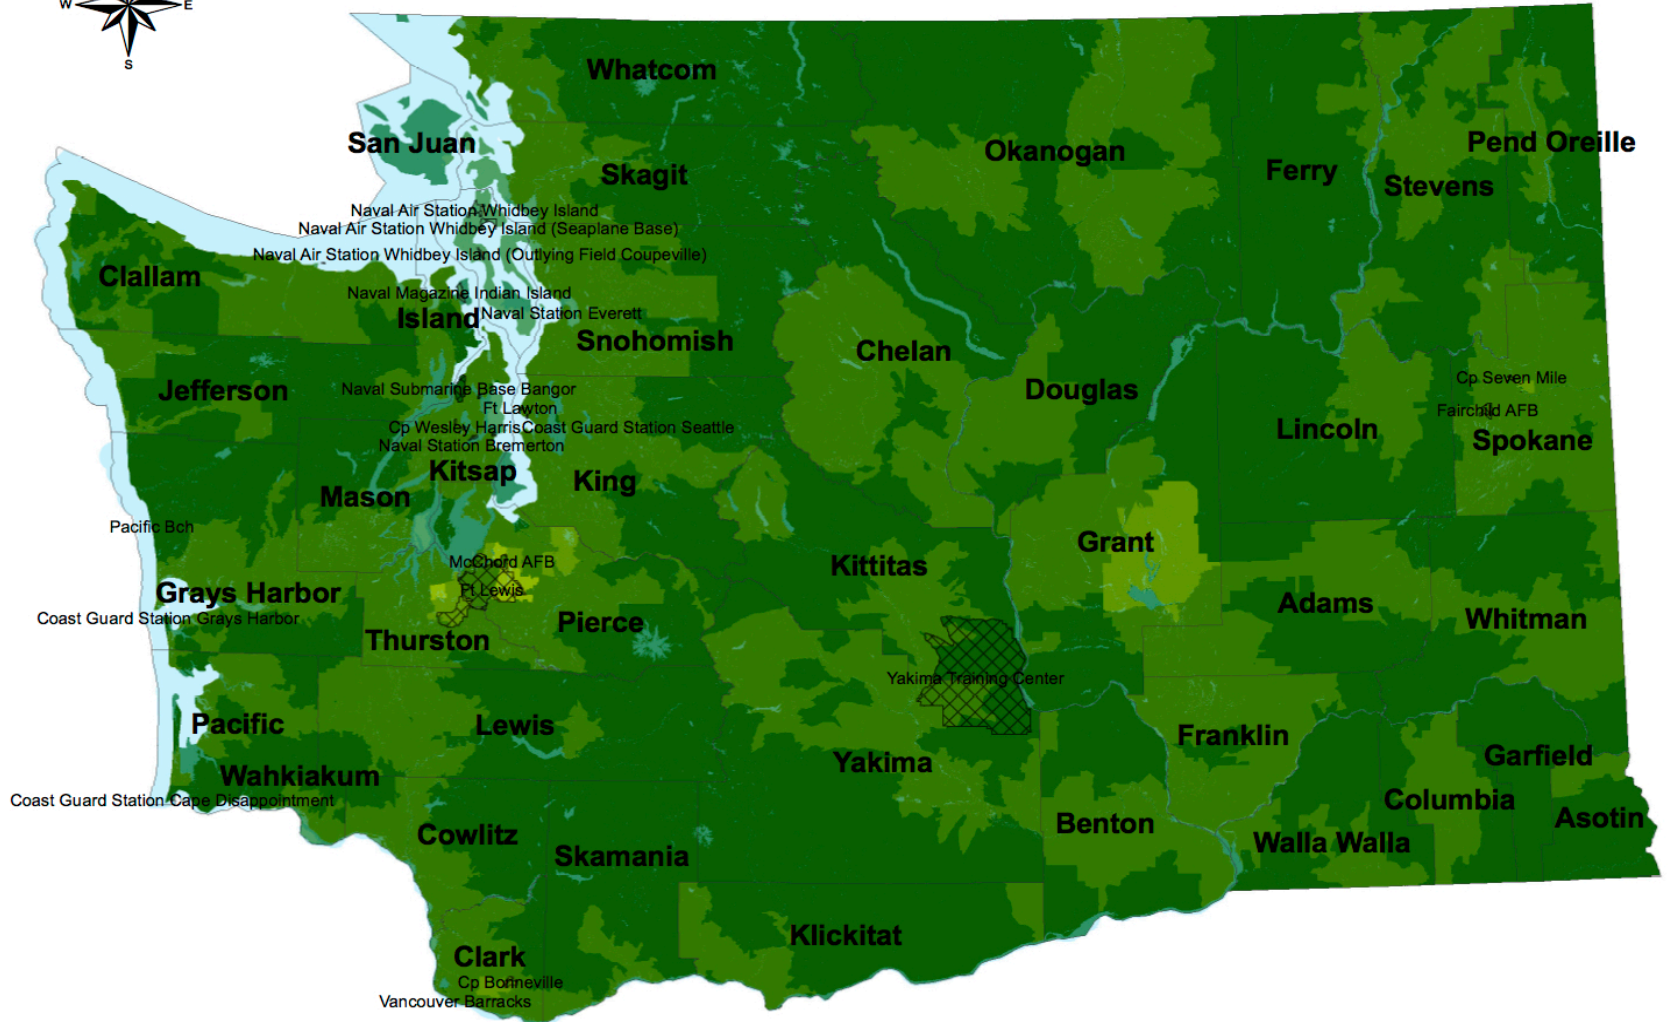 W E
S
Whatcom
San Juan
Skagit
Okanogan
Ferry
Pend Oreille
Stevens
Naval Air Station Whidbey Island
Naval Air Station Whidbey Island (Seaplane Base)
Naval Air Station Whidbey Island (Outlying Field Coupeville)
Clallam
Naval Magazine Indian Island
Island
Naval Station Everett
Snohomish
Chelan
Douglas
Jefferson
Naval Submarine Base Bangor
Ft Lawton
Cp Wesley Harris
Coast Guard Station Seattle
Naval Station Bremerton
Cp Seven Mile
Fairchild AFB
Lincoln
Spokane
Kitsap
King
Mason
Pacific Bch
Grant
McChord AFB
Kittitas
Ft Lewis
Grays Harbor
Coast Guard Station Grays Harbor
Adams
Whitman
Thurston
Pierce
Yakima Training Center
Pacific
Lewis
Franklin
Yakima
Garfield
Wahkiakum
Coast Guard Station Cape Disappointment
Columbia
Asotin
Cowlitz
Benton
Walla Walla
Skamania
Klickitat
Clark
Cp Bonneville
Vancouver Barracks